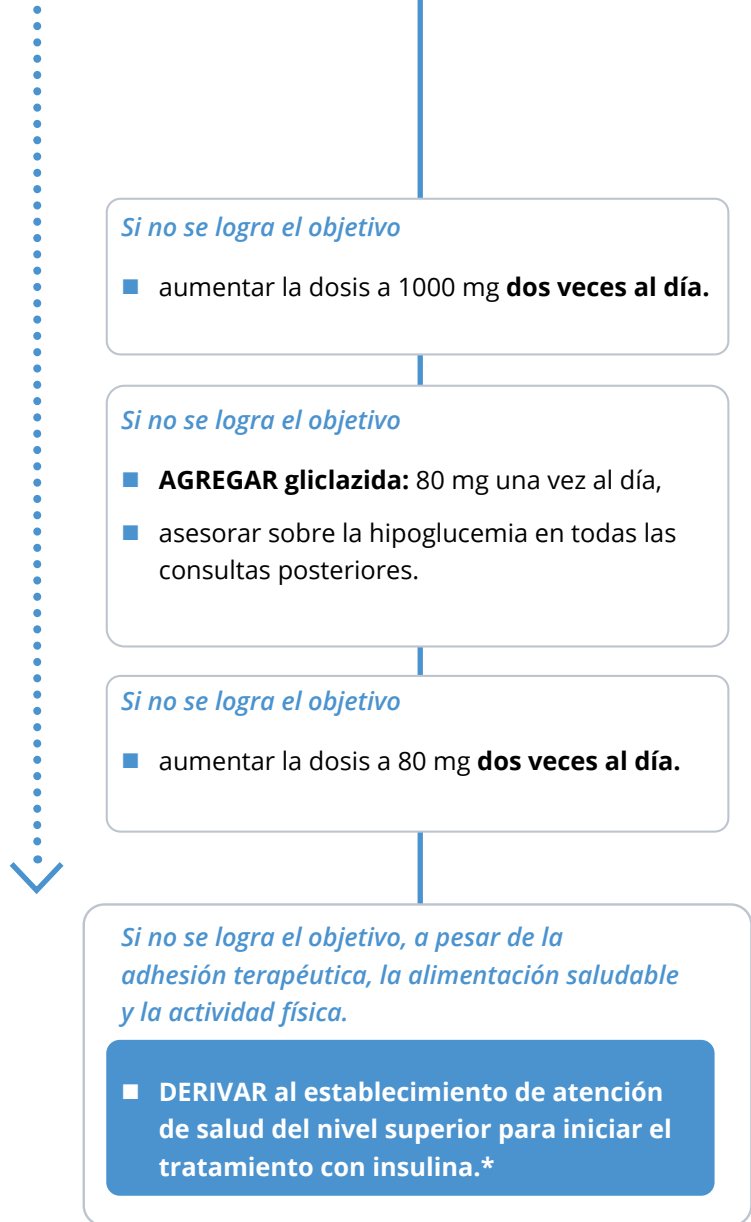 Si no se logra el objetivo
■ aumentar la dosis a 1000 mg dos veces al día.
Si no se logra el objetivo
■ AGREGAR gliclazida: 80 mg una vez al día,
■ asesorar sobre la hipoglucemia en todas las
consultas posteriores.
Si no se logra el objetivo
■ aumentar la dosis a 80 mg dos veces al día.
Si no se logra el objetivo, a pesar de la
adhesión terapéutica, la alimentación saludable
y la actividad física.
■ DERIVAR al establecimiento de atención
de salud del nivel superior para iniciar el
tratamiento con insulina.*